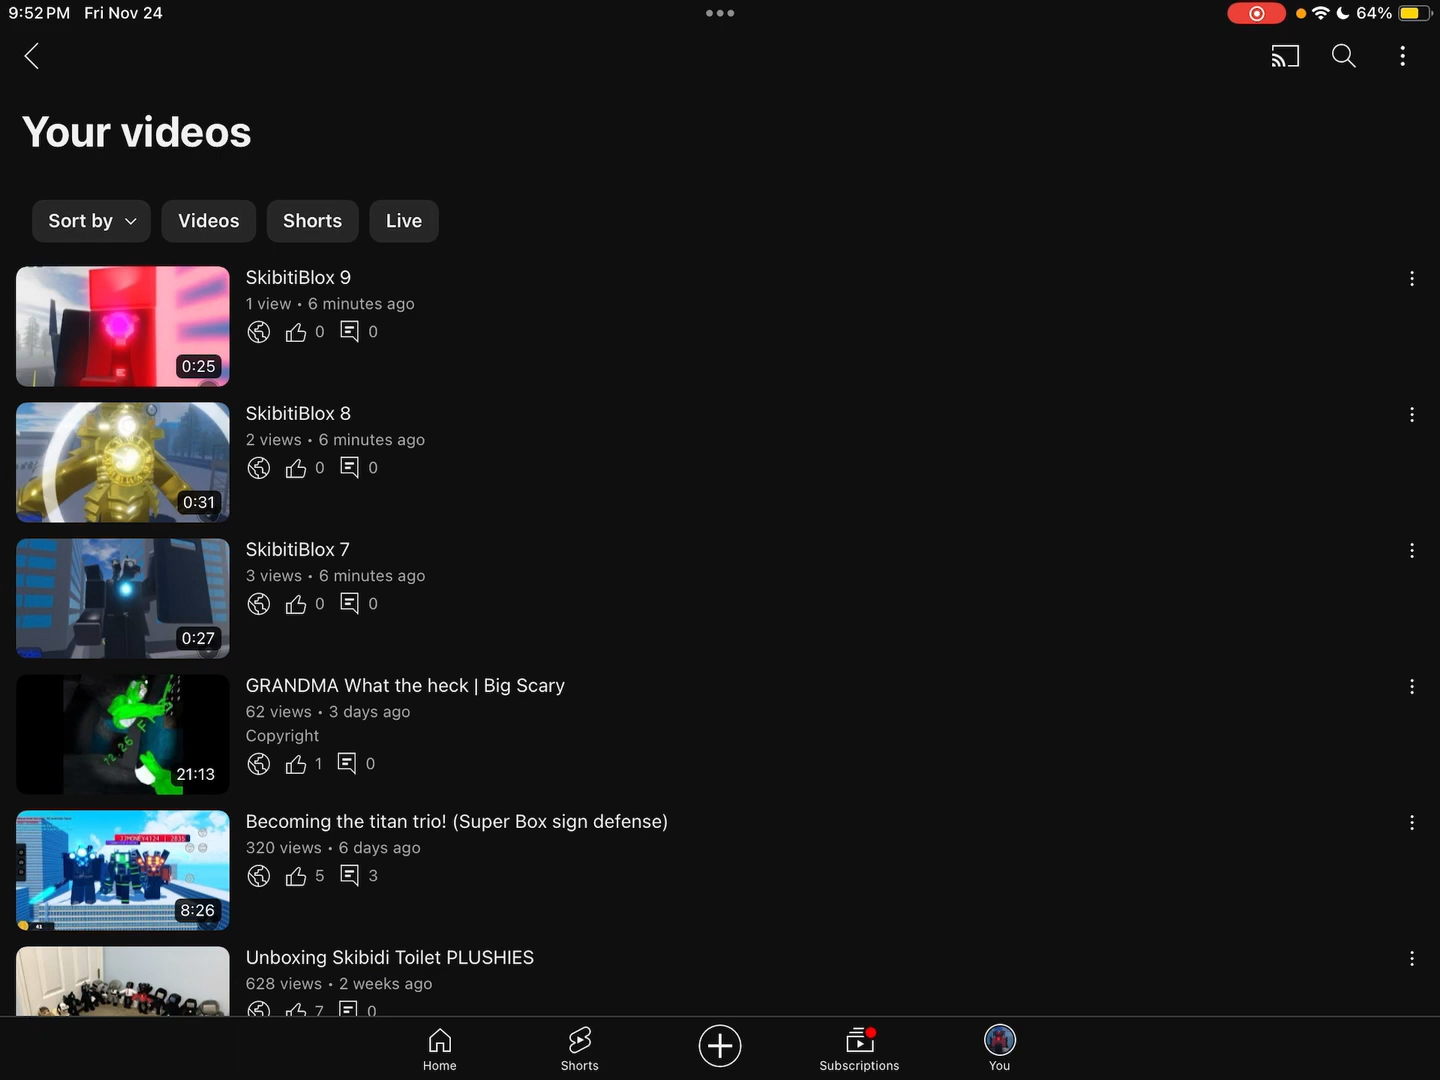 9:52 PM Fri Nov 24
64%
Your videos
Sort by Videos Shorts Live
SkibitiBlox 9
1 view • 6 minutes ago
0 0
0:25
SkibitiBlox 8
2 views • 6 minutes ago
0 0
0:31
SkibitiBlox 7
3 views • 6 minutes ago
0 0
0:27
GRANDMA What the heck | Big Scary
62 views • 3 days ago
Copyright
1 0
21:13
Becoming the titan trio! (Super Box sign defense)
320 views • 6 days ago
5 3
8:26
Unboxing Skibidi Toilet PLUSHIES
628 views • 2 weeks ago
7 0
Home Shorts Subscriptions You